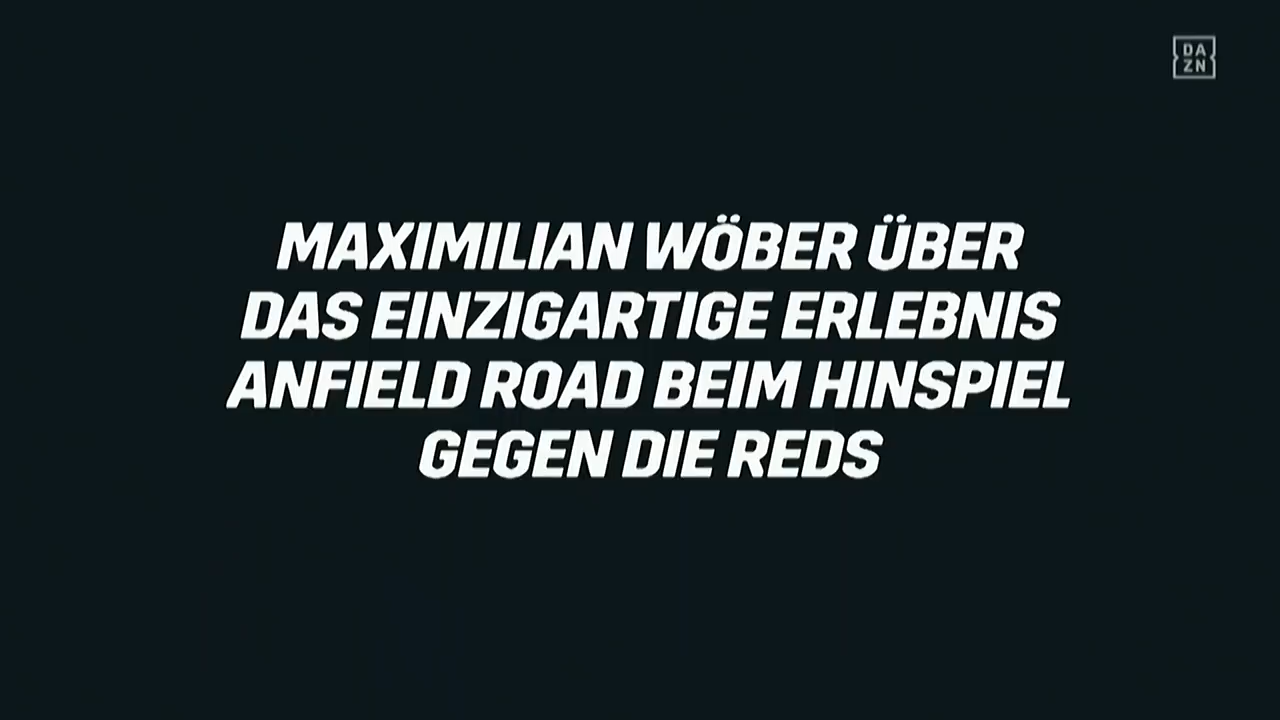 DA
ZN
MAXIMILIAN WÖBER ÜBER
DAS EINZIGARTIGE ERLEBNIS
ANFIELD ROAD BEIM HINSPIEL
GEGEN DIE REDS